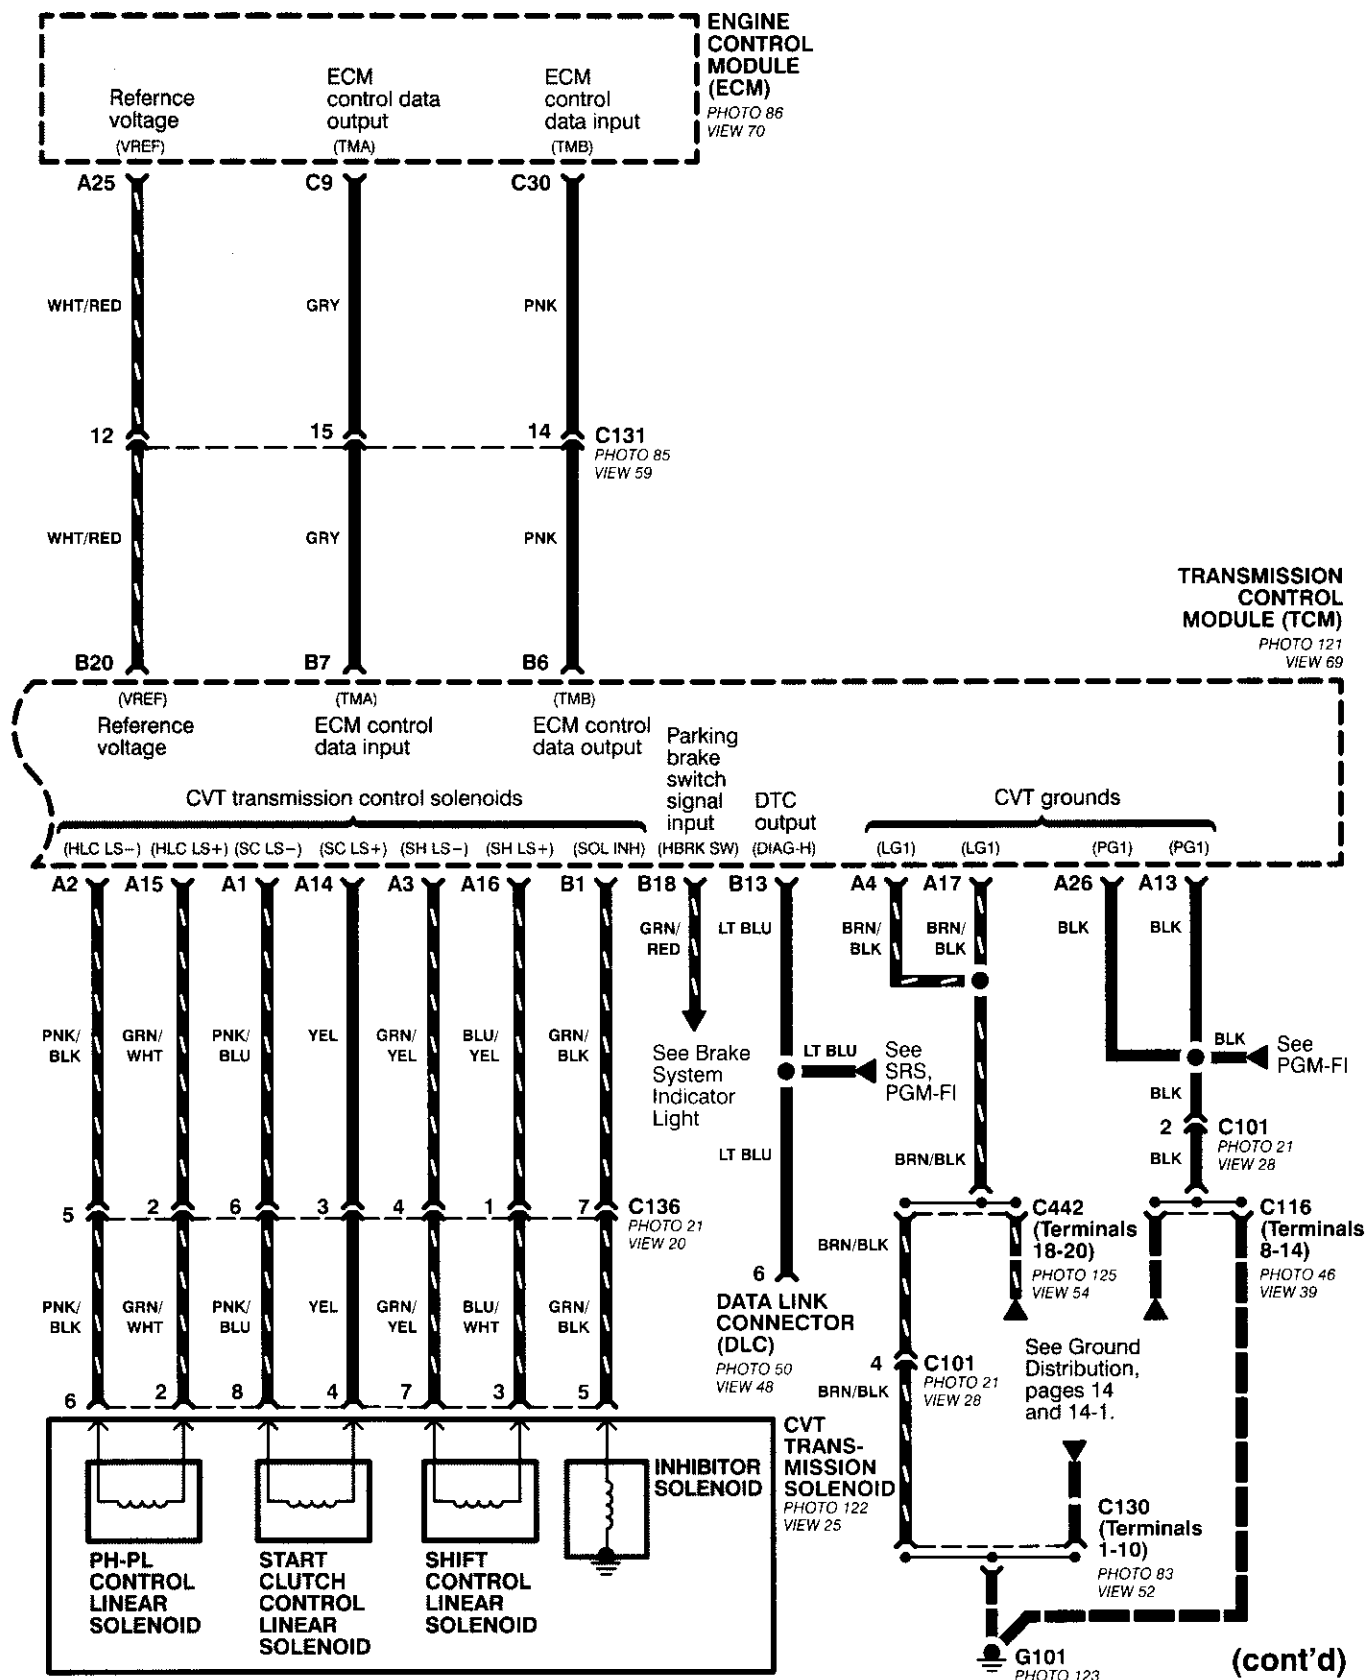 ENGINE
CONTROL
MODULE
(ECM)
PHOTO 86
VIEW 70
Refernce
voltage
(VREF)
ECM
control data
output
(TMA)
ECM
control
data input
(TMB)
A25
C9
C30
WHT/RED
GRY
PNK
12
15
14
C131
PHOTO 85
VIEW 59
WHT/RED
GRY
PNK
TRANSMISSION
CONTROL
MODULE (TCM)
PHOTO 121
VIEW 69
B20
B7
B6
(VREF)
Reference
voltage
(TMA)
ECM control
data input
(TMB)
ECM control
data output
Parking
brake
switch
signal
input
DTC
output
CVT transmission control solenoids
CVT grounds
(HLC LS−)
(HLC LS+)
(SC LS−)
(SC LS+)
(SH LS−)
(SH LS+)
(SOL INH)
(HBRK SW)
(DIAG-H)
(LG1)
(LG1)
(PG1)
(PG1)
A2
A15
A1
A14
A3
A16
B1
B18
B13
A4
A17
A26
A13
GRN/
RED
LT BLU
BRN/
BLK
BRN/
BLK
BLK
BLK
PNK/
BLK
GRN/
WHT
PNK/
BLU
YEL
GRN/
YEL
BLU/
YEL
GRN/
BLK
See Brake
System
Indicator
Light
LT BLU
See
SRS,
PGM-FI
BLK
See
PGM-FI
BLK
2
C101
PHOTO 21
VIEW 28
LT BLU
BRN/BLK
BLK
5
2
6
3
4
1
7
C136
PHOTO 21
VIEW 20
C442
(Terminals
18-20)
PHOTO 125
VIEW 54
C116
(Terminals
8-14)
PHOTO 46
VIEW 39
BRN/BLK
6
DATA LINK
CONNECTOR
(DLC)
PHOTO 50
VIEW 48
PNK/
BLK
GRN/
WHT
PNK/
BLU
YEL
GRN/
YEL
BLU/
WHT
GRN/
BLK
See Ground
Distribution,
pages 14
and 14-1.
4
C101
PHOTO 21
VIEW 28
BRN/BLK
6
2
8
4
7
3
5
CVT
TRANS-
MISSION
SOLENOID
PHOTO 122
VIEW 25
INHIBITOR
SOLENOID
PH-PL
CONTROL
LINEAR
SOLENOID
START
CLUTCH
CONTROL
LINEAR
SOLENOID
SHIFT
CONTROL
LINEAR
SOLENOID
C130
(Terminals
1-10)
PHOTO 83
VIEW 52
G101
PHOTO 123
(cont'd)